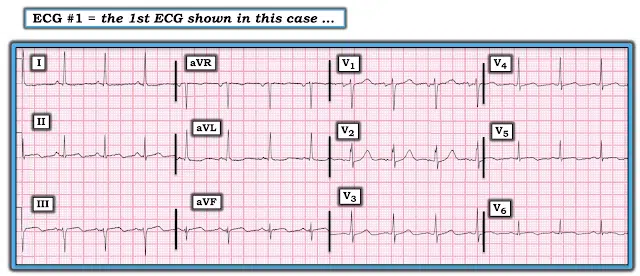 ECG #1 = the 1st ECG shown in this case ...
I
aVR
V1
V4
II
aVL
V2
V5
III
aVF
V3
V6